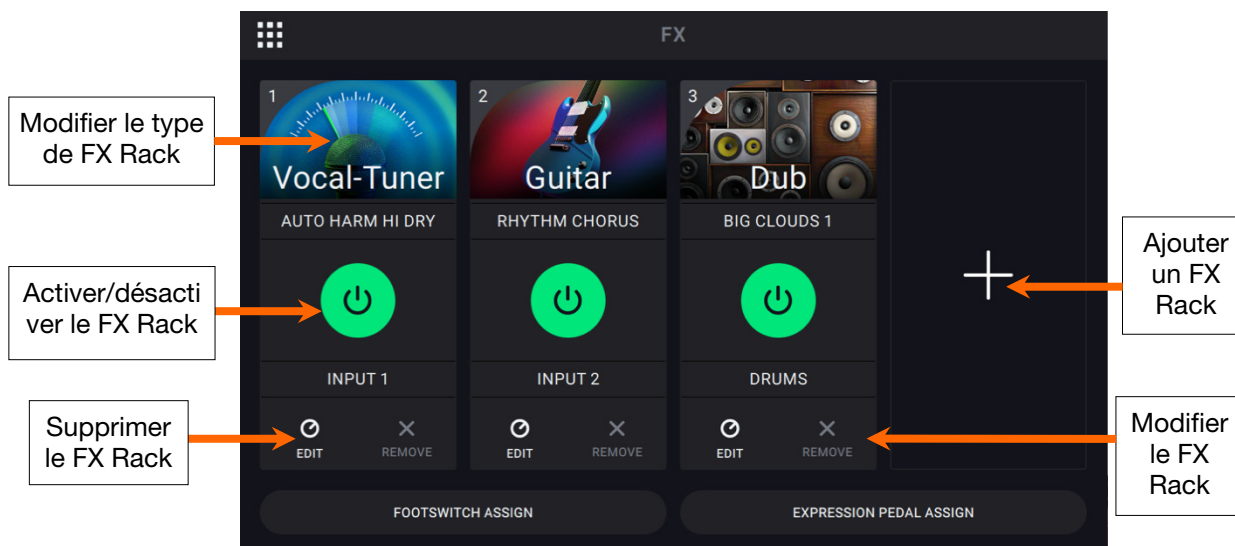 FX
Modifier le type
de FX Rack
1
Vocal-Tuner
AUTO HARM HI DRY
2
Guitar
RHYTHM CHORUS
3
Dub
BIG CLOUDS 1
Activer/désacti
ver le FX Rack
Ajouter
un FX
Rack
INPUT 1
INPUT 2
DRUMS
Supprimer
le FX Rack
EDIT
REMOVE
EDIT
REMOVE
EDIT
REMOVE
Modifier
le FX
Rack
FOOTSWITCH ASSIGN
EXPRESSION PEDAL ASSIGN